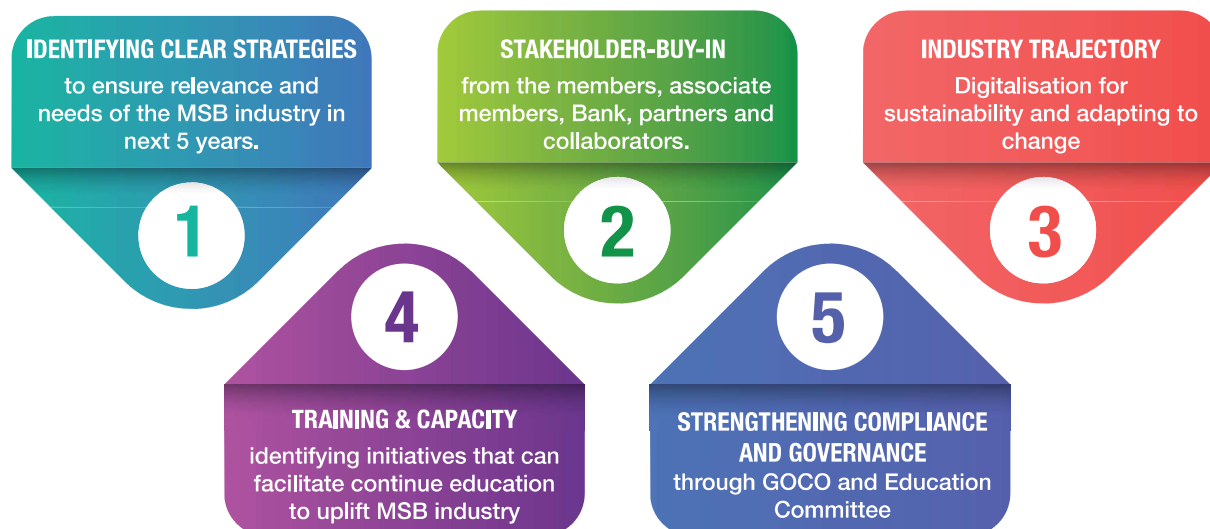 IDENTIFYING CLEAR STRATEGIES
to ensure relevance and
needs of the MSB industry in
next 5 years.
1
STAKEHOLDER-BUY-IN
from the members, associate
members, Bank, partners and
collaborators.
2
INDUSTRY TRAJECTORY
Digitalisation for
sustainability and adapting to
change
3
4
TRAINING & CAPACITY
identifying initiatives that can
facilitate continue education
to uplift MSB industry
5
STRENGTHENING COMPLIANCE
AND GOVERNANCE
through GOCO and Education
Committee